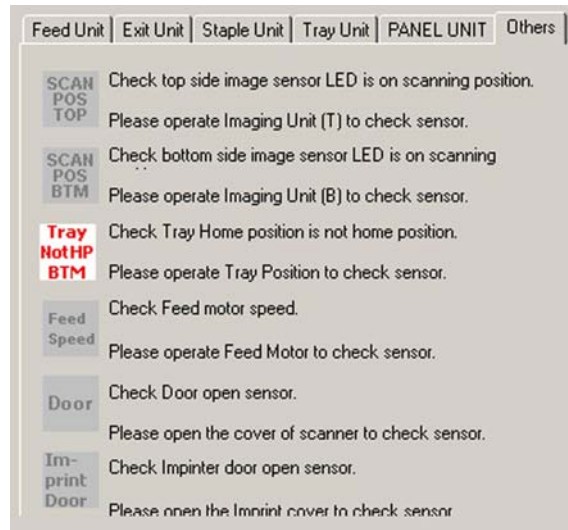 Feed Unit Exit Unit Staple Unit Tray Unit PANEL UNIT Others
SCAN
POS
TOP
Check top side image sensor LED is on scanning position.
Please operate Imaging Unit (T) to check sensor.
SCAN
POS
BTM
Check bottom side image sensor LED is on scanning
Please operate Imaging Unit (B) to check sensor.
Tray
NotHP
BTM
Check Tray Home position is not home position.
Please operate Tray Position to check sensor.
Feed
Speed
Check Feed motor speed.
Please operate Feed Motor to check sensor.
Door
Check Door open sensor.
Please open the cover of scanner to check sensor.
Im-
print
Door
Check Impinter door open sensor.
Please open the Imprint cover to check sensor